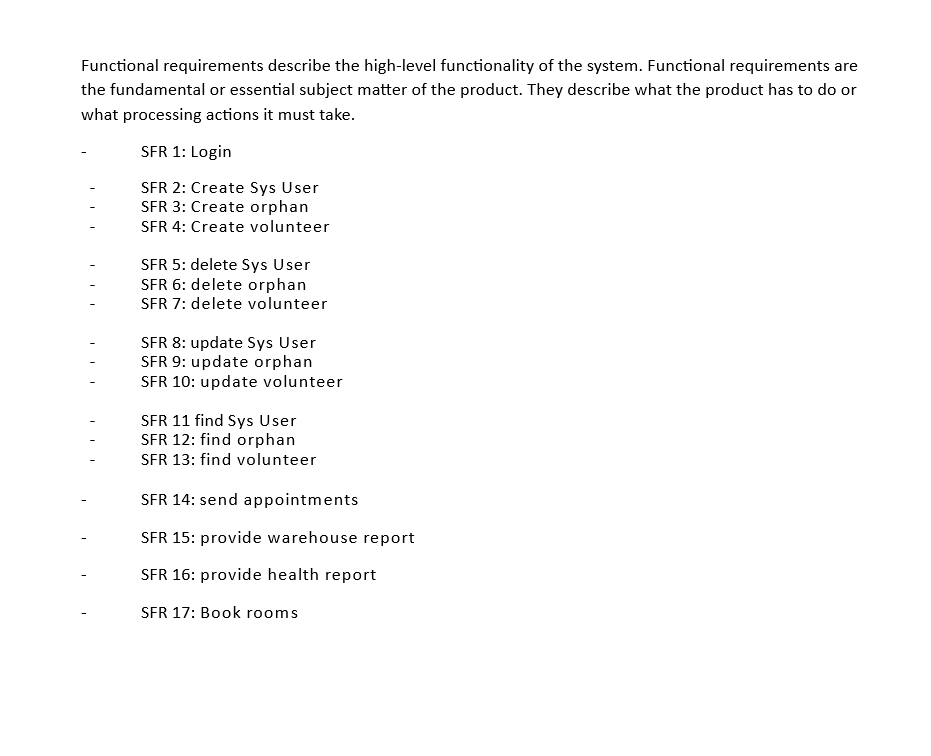 Functional requirements describe the high-level functionality of the system. Functional requirements are
the fundamental or essential subject matter of the product. They describe what the product has to do or
what processing actions it must take.
- SFR 1: Login
- SFR 2: Create Sys User
- SFR 3: Create orphan
- SFR 4: Create volunteer
- SFR 5: delete Sys User
- SFR 6: delete orphan
- SFR 7: delete volunteer
- SFR 8: update Sys User
- SFR 9: update orphan
- SFR 10: update volunteer
- SFR 11 find Sys User
- SFR 12: find orphan
- SFR 13: find volunteer
- SFR 14: send appointments
- SFR 15: provide warehouse report
- SFR 16: provide health report
- SFR 17: Book rooms